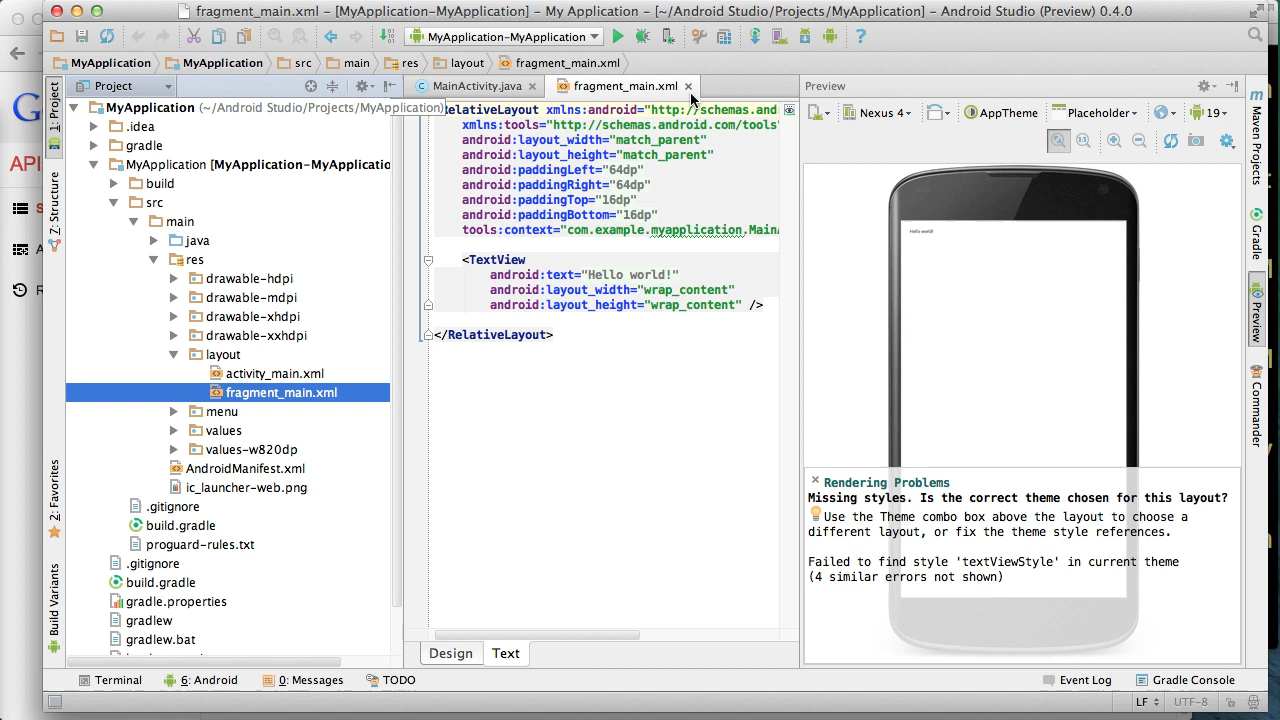 fragment_main.xml - [MyApplication-MyApplication] - My Application - [~/Android Studio/Projects/MyApplication] - Android Studio (Preview) 0.4.0
MyApplication-MyApplication
MyApplication
MyApplication
src
main
res
layout
fragment_main.xml
Project
MainActivity.java
fragment_main.xml
Preview
1: Project
Z: Structure
2: Favorites
Build Variants
API
MyApplication (~/Android Studio/Projects/MyApplication)
.idea
gradle
MyApplication [MyApplication-MyApplicatio
build
src
main
java
res
drawable-hdpi
drawable-mdpi
drawable-xhdpi
drawable-xxhdpi
layout
activity_main.xml
fragment_main.xml
menu
values
values-w820dp
AndroidManifest.xml
ic_launcher-web.png
.gitignore
build.gradle
proguard-rules.txt
.gitignore
build.gradle
gradle.properties
gradlew
gradlew.bat
RelativeLayout xmlns:android="http://schemas.and
xmlns:tools="http://schemas.android.com/tools"
android:layout_width="match_parent"
android:layout_height="match_parent"
android:paddingLeft="64dp"
android:paddingRight="64dp"
android:paddingTop="16dp"
android:paddingBottom="16dp"
tools:context="com.example.myapplication.MainA
<TextView
android:text="Hello world!"
android:layout_width="wrap_content"
android:layout_height="wrap_content" />
</RelativeLayout>
Design
Text
Nexus 4
AppTheme
Placeholder
19
Hello world!
Rendering Problems
Missing styles. Is the correct theme chosen for this layout?
Use the Theme combo box above the layout to choose a
different layout, or fix the theme style references.
Failed to find style 'textViewStyle' in current theme
(4 similar errors not shown)
Maven Projects
Gradle
Preview
Commander
Terminal
6: Android
0: Messages
TODO
Event Log
Gradle Console
LF
UTF-8